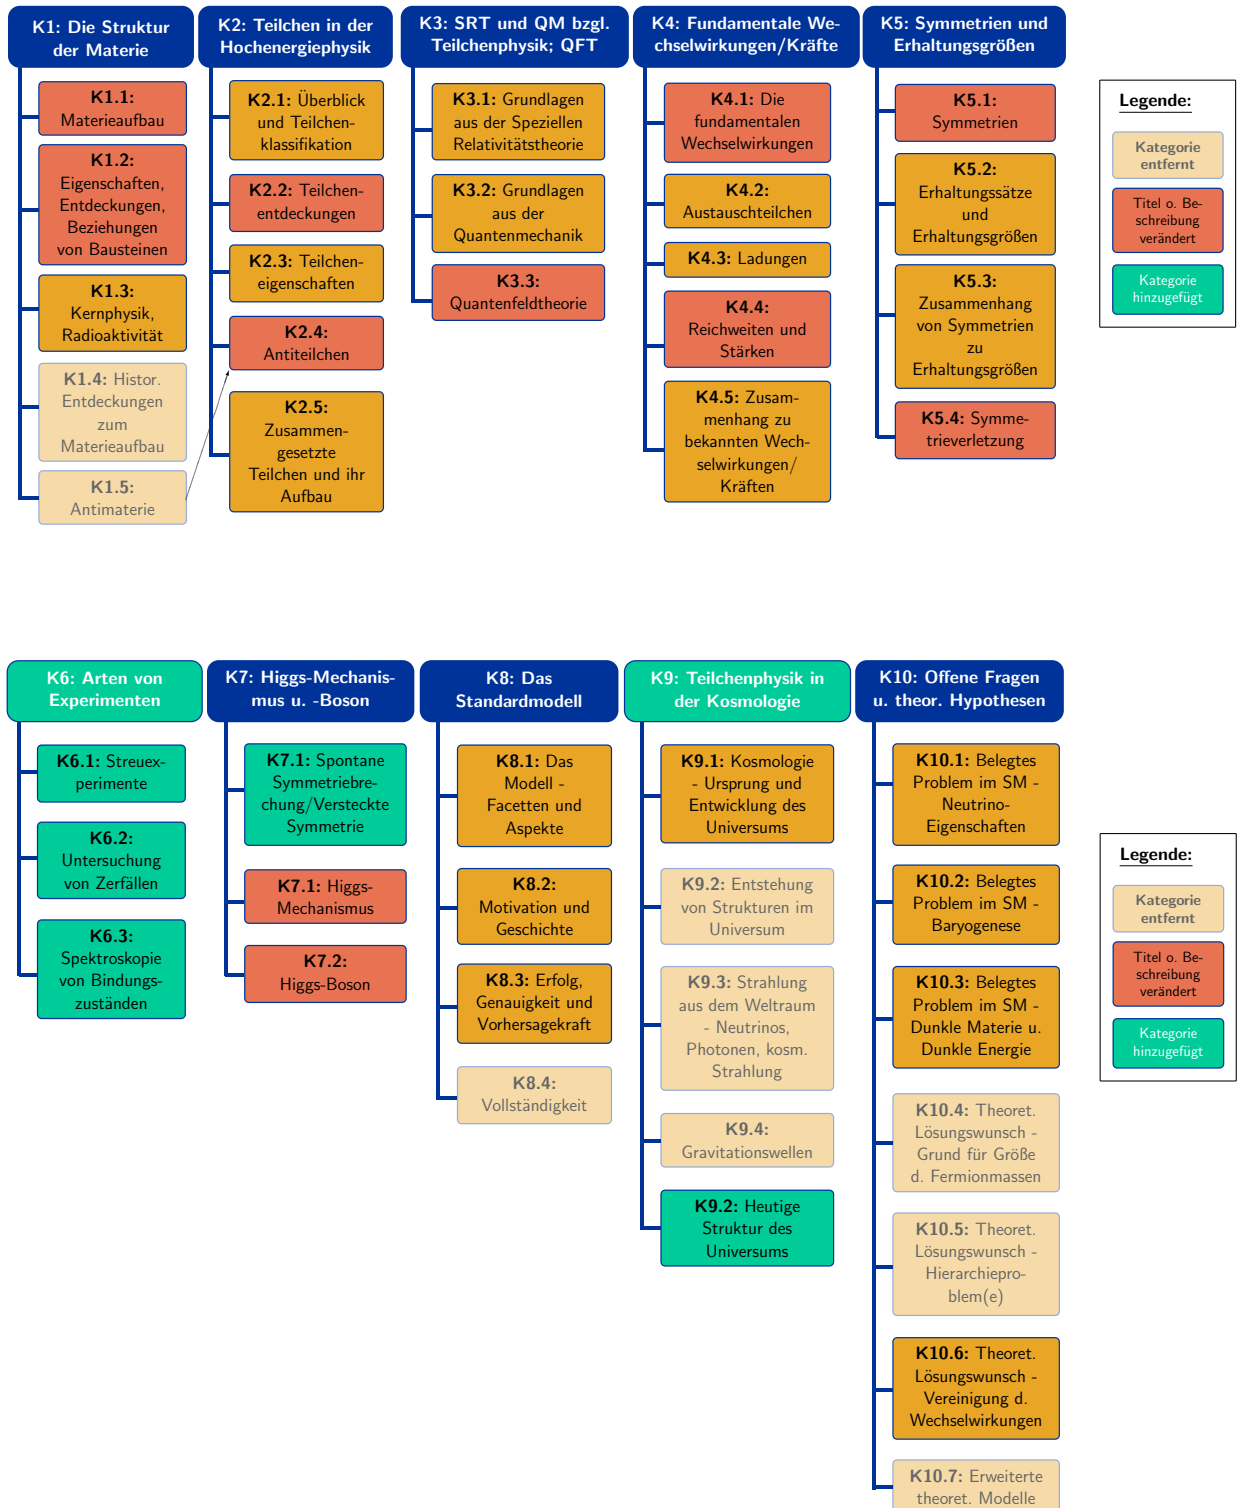 K1: Die Struktur
der Materie
K1.1:
Materieaufbau
K1.2:
Eigenschaften,
Entdeckungen,
Beziehungen
von Bausteinen
K1.3:
Kernphysik,
Radioaktivität
K1.4: Histor.
Entdeckungen
zum
Materieaufbau
K1.5:
Antimaterie
K2: Teilchen in der
Hochenergiephysik
K2.1: Überblick
und Teilchen-
klassifikation
K2.2: Teilchen-
entdeckungen
K2.3: Teilchen-
eigenschaften
K2.4:
Antiteilchen
K2.5:
Zusammen-
gesetzte
Teilchen und ihr
Aufbau
K3: SRT und QM bzgl.
Teilchenphysik; QFT
K3.1: Grundlagen
aus der Speziellen
Relativitätstheorie
K3.2: Grundlagen
aus der
Quantenmechanik
K3.3:
Quantenfeldtheorie
K4: Fundamentale We-
chselwirkungen/Kräfte
K4.1: Die
fundamentalen
Wechselwirkungen
K4.2:
Austauschteilchen
K4.3: Ladungen
K4.4:
Reichweiten und
Stärken
K4.5: Zusam-
menhang zu
bekannten Wech-
selwirkungen/
Kräften
K5: Symmetrien und
Erhaltungsgrößen
K5.1:
Symmetrien
K5.2:
Erhaltungssätze
und
Erhaltungsgrößen
K5.3:
Zusammenhang
von Symmetrien
zu
Erhaltungsgrößen
K5.4: Symme-
trieverletzung
Legende:
Kategorie
entfernt
Titel o. Be-
schreibung
verändert
Kategorie
hinzugefügt
K6: Arten von
Experimenten
K6.1: Streuex-
perimente
K6.2:
Untersuchung
von Zerfällen
K6.3:
Spektroskopie
von Bindungs-
zuständen
K7: Higgs-Mechanis-
mus u. -Boson
K7.1: Spontane
Symmetriebre-
chung/Versteckte
Symmetrie
K7.1: Higgs-
Mechanismus
K7.2:
Higgs-Boson
K8: Das
Standardmodell
K8.1: Das
Modell -
Facetten und
Aspekte
K8.2:
Motivation und
Geschichte
K8.3: Erfolg,
Genauigkeit und
Vorhersagekraft
K8.4:
Vollständigkeit
K9: Teilchenphysik in
der Kosmologie
K9.1: Kosmologie
- Ursprung und
Entwicklung des
Universums
K9.2: Entstehung
von Strukturen im
Universum
K9.3: Strahlung
aus dem Weltraum
- Neutrinos,
Photonen, kosm.
Strahlung
K9.4:
Gravitationswellen
K9.2: Heutige
Struktur des
Universums
K10: Offene Fragen
u. theor. Hypothesen
K10.1: Belegtes
Problem im SM -
Neutrino-
Eigenschaften
K10.2: Belegtes
Problem im SM -
Baryogenese
K10.3: Belegtes
Problem im SM -
Dunkle Materie u.
Dunkle Energie
K10.4: Theoret.
Lösungswunsch -
Grund für Größe
d. Fermionmassen
K10.5: Theoret.
Lösungswunsch -
Hierarchiepro-
blem(e)
K10.6: Theoret.
Lösungswunsch -
Vereinigung d.
Wechselwirkungen
K10.7: Erweiterte
theoret. Modelle
Legende:
Kategorie
entfernt
Titel o. Be-
schreibung
verändert
Kategorie
hinzugefügt